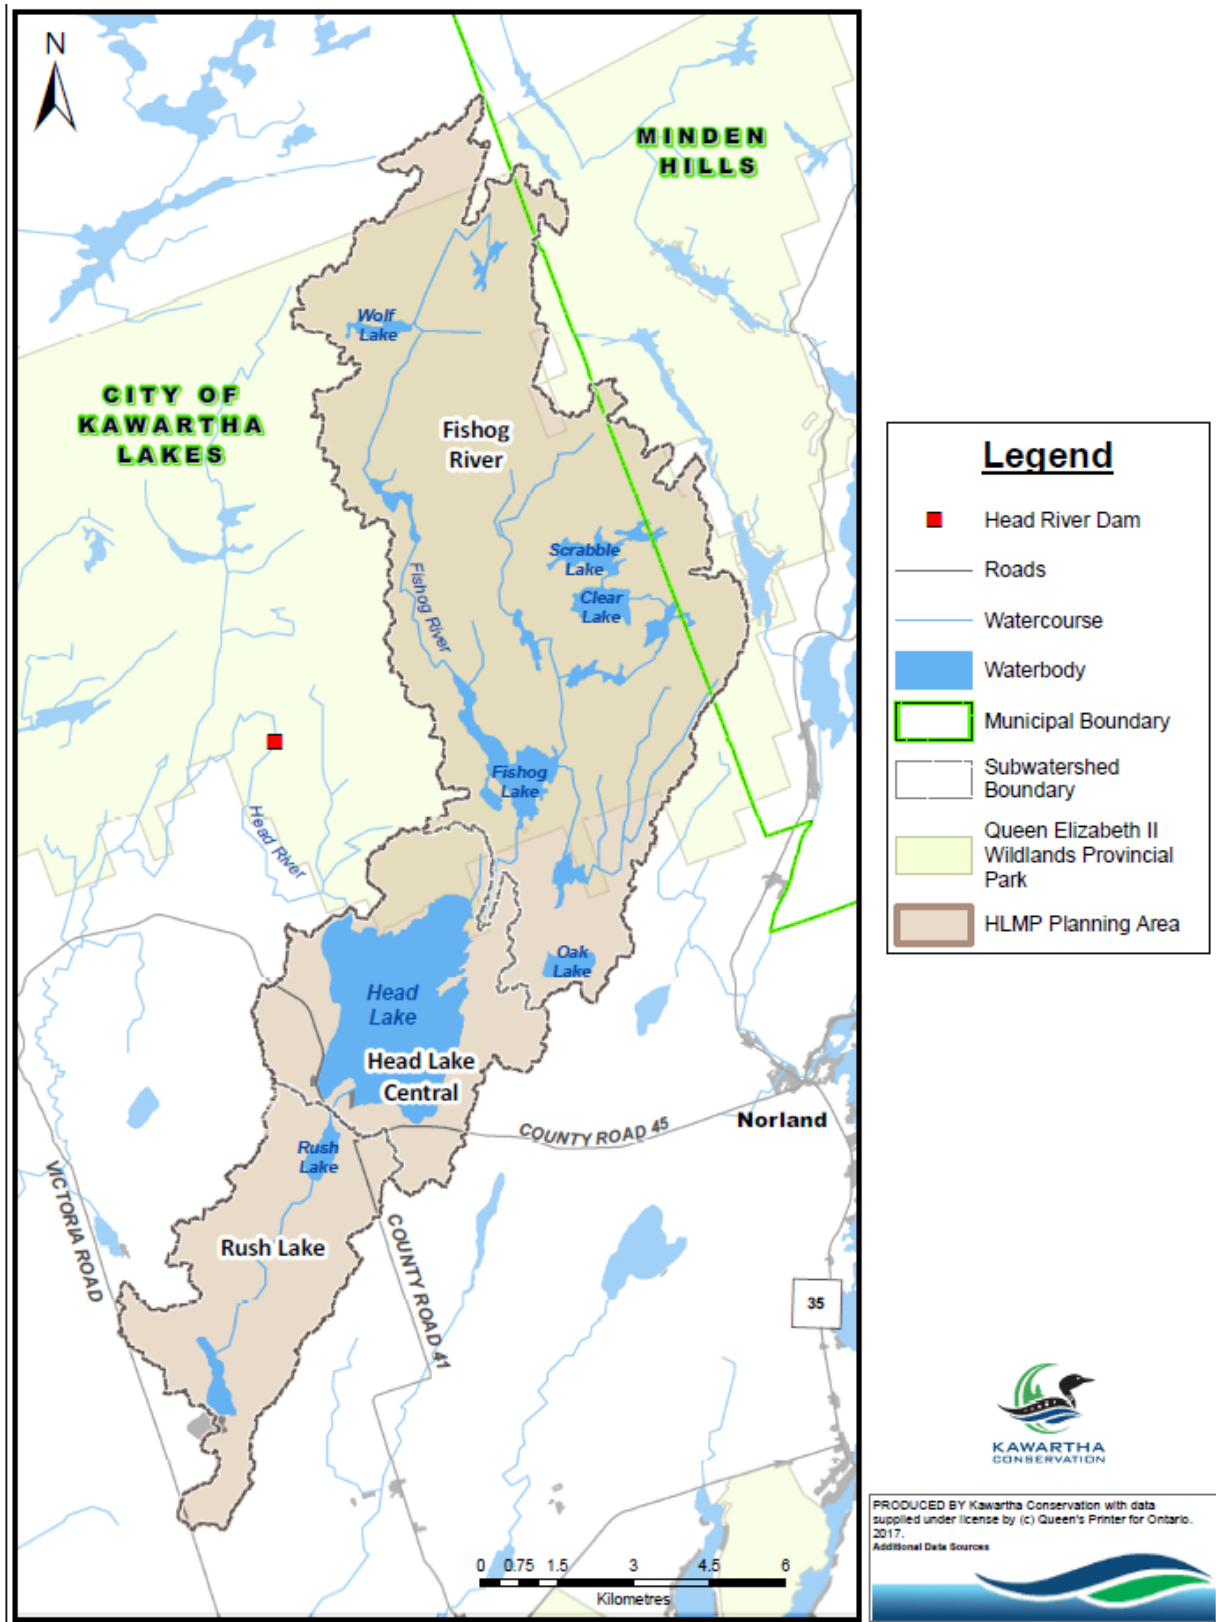 N
MINDEN
HILLS
Wolf
Lake
CITY OF
KAWARTHA
LAKES
Fishog
River
Scrabble
Lake
Clear
Lake
Fishog River
Fishog
Lake
Head River
Oak
Lake
Head
Lake
Head Lake
Central
Norland
COUNTY ROAD 45
Rush
Lake
VICTORIA ROAD
Rush Lake
COUNTY ROAD 41
35
0 0.75 1.5 3 4.5 6
Kilometres
Legend
Head River Dam
Roads
Watercourse
Waterbody
Municipal Boundary
Subwatershed
Boundary
Queen Elizabeth II
Wildlands Provincial
Park
HLMP Planning Area
KAWARTHA
CONSERVATION
PRODUCED BY Kawartha Conservation with data
supplied under license by (c) Queen's Printer for Ontario.
2017.
Additional Data Sources